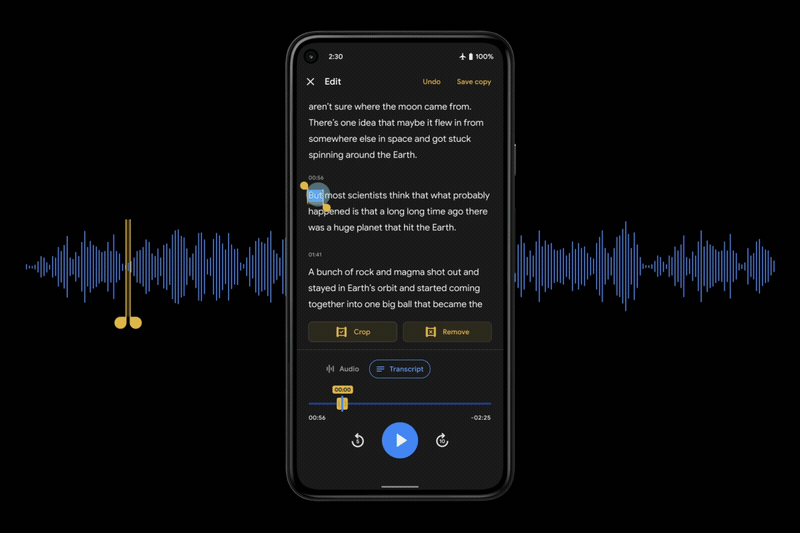 2:30 100%
Edit Undo Save copy
aren't sure where the moon came from.
There's one idea that maybe it flew in from
somewhere else in space and got stuck
spinning around the Earth.
00:56
But most scientists think that what probably
happened is that a long long time ago there
was a huge planet that hit the Earth.
01:41
A bunch of rock and magma shot out and
stayed in Earth's orbit and started coming
together into one big ball that became the
Crop Remove
Audio Transcript
00:00
00:56 -02:25
5 10